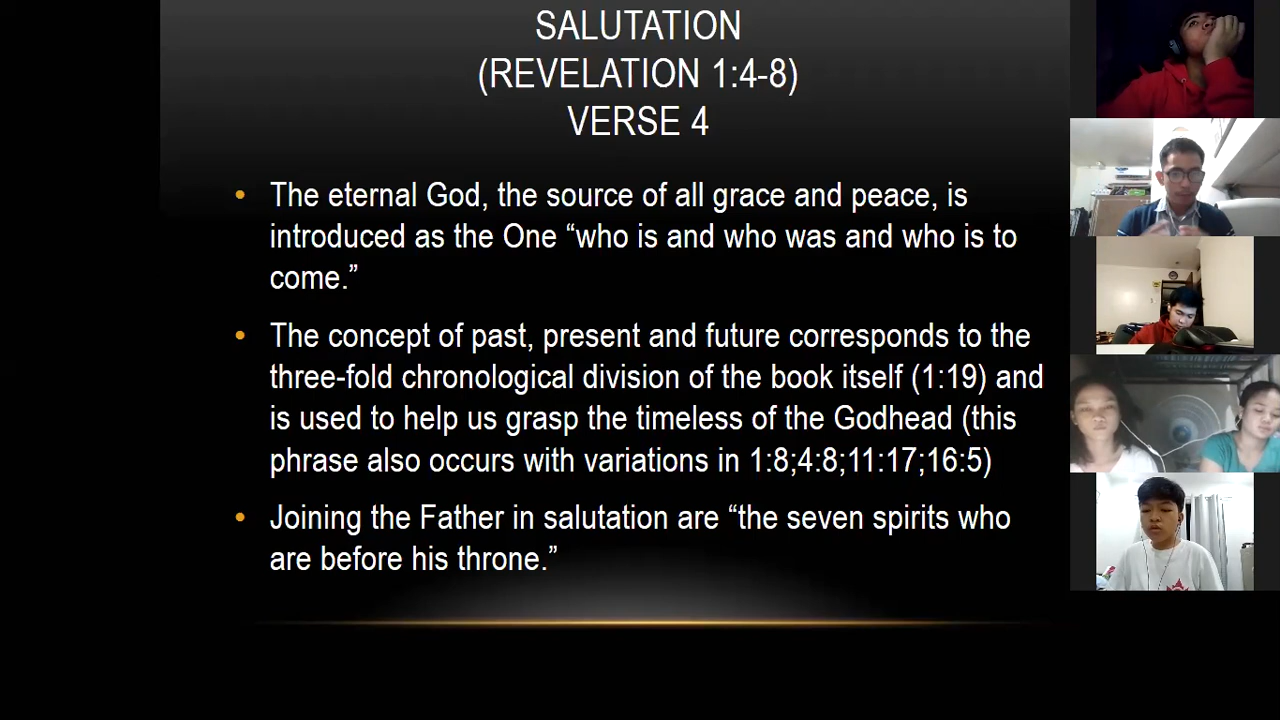 SALUTATION
(REVELATION 1:4-8)
VERSE 4
• The eternal God, the source of all grace and peace, is
introduced as the One “who is and who was and who is to
come.”
• The concept of past, present and future corresponds to the
three-fold chronological division of the book itself (1:19) and
is used to help us grasp the timeless of the Godhead (this
phrase also occurs with variations in 1:8;4:8;11:17;16:5)
• Joining the Father in salutation are “the seven spirits who
are before his throne.”